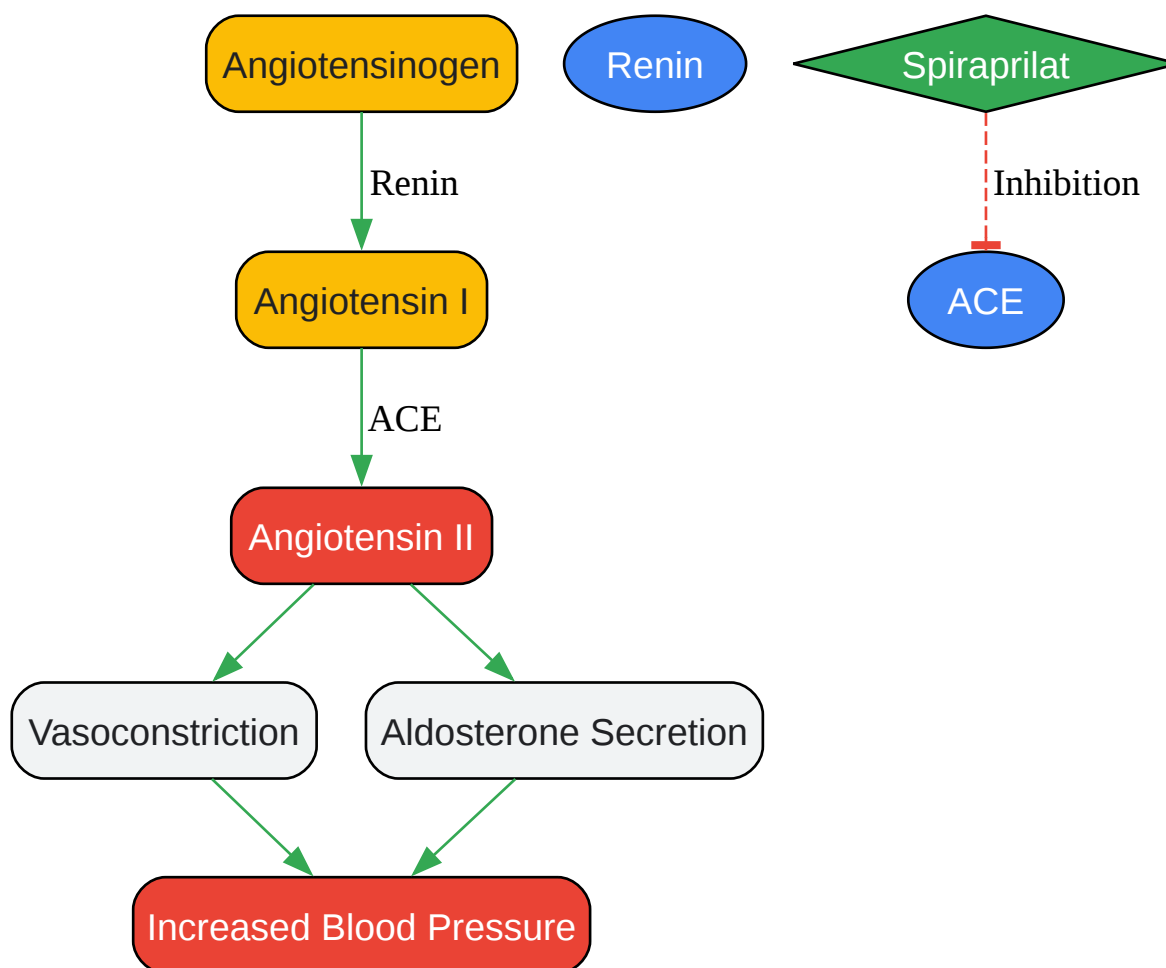 Angiotensinogen
Renin
Spiraprilat
Renin
Inhibition
Angiotensin I
ACE
ACE
Angiotensin II
Vasoconstriction
Aldosterone Secretion
Increased Blood Pressure